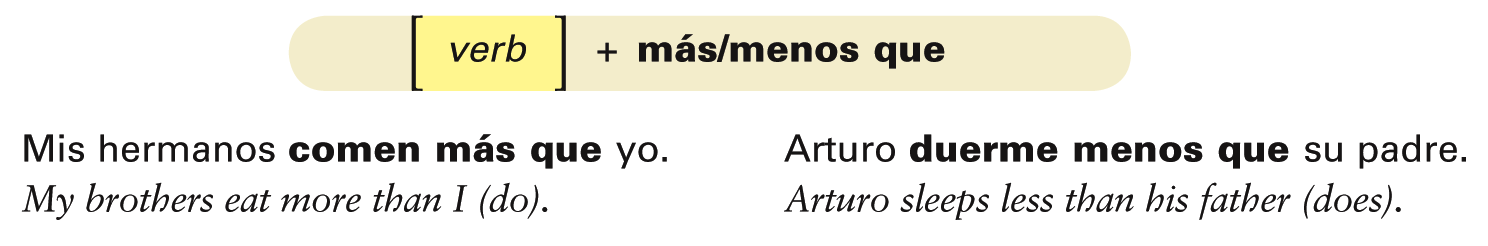 [ verb ] + más/menos que
Mis hermanos comen más que yo.
My brothers eat more than I (do).
Arturo duerme menos que su padre.
Arturo sleeps less than his father (does).